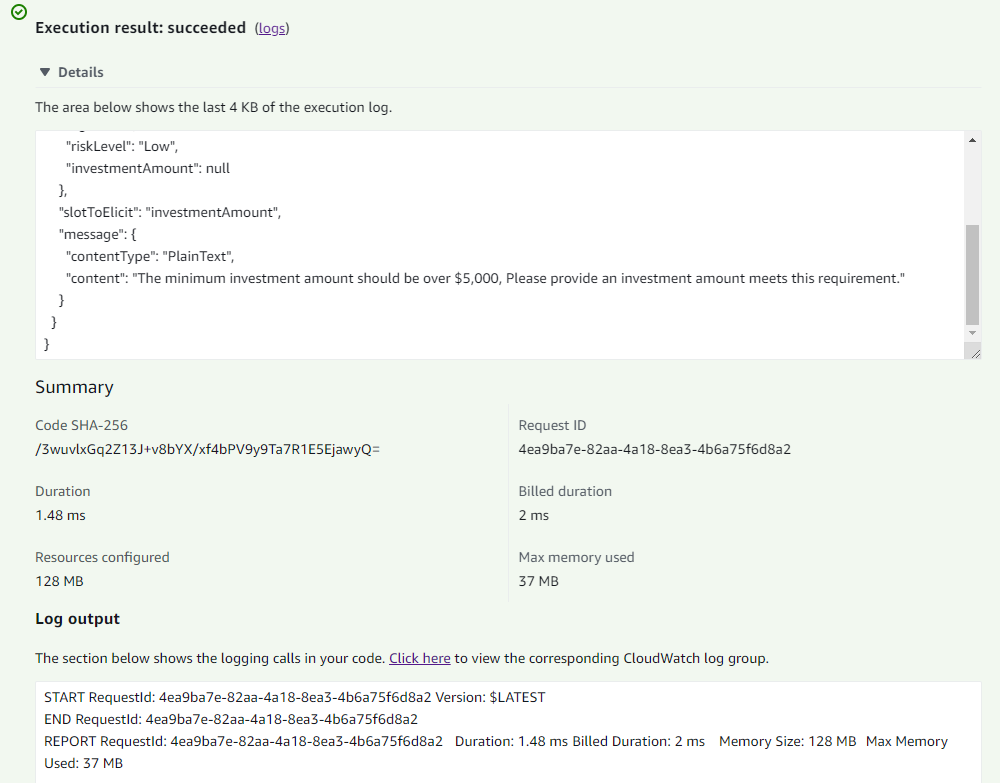 Execution result: succeeded (logs)
▼ Details
The area below shows the last 4 KB of the execution log.
"riskLevel": "Low",
"investmentAmount": null
},
"slotToElicit": "investmentAmount",
"message": {
"contentType": "PlainText",
"content": "The minimum investment amount should be over $5,000, Please provide an investment amount meets this requirement."
}
}
}
Summary
Code SHA-256
/3wuvlxGq2Z13J+v8bYX/xf4bPV9y9Ta7R1E5EjawyQ=
Request ID
4ea9ba7e-82aa-4a18-8ea3-4b6a75f6d8a2
Duration
1.48 ms
Billed duration
2 ms
Resources configured
128 MB
Max memory used
37 MB
Log output
The section below shows the logging calls in your code. Click here to view the corresponding CloudWatch log group.
START RequestId: 4ea9ba7e-82aa-4a18-8ea3-4b6a75f6d8a2 Version: $LATEST
END RequestId: 4ea9ba7e-82aa-4a18-8ea3-4b6a75f6d8a2
REPORT RequestId: 4ea9ba7e-82aa-4a18-8ea3-4b6a75f6d8a2 Duration: 1.48 ms Billed Duration: 2 ms Memory Size: 128 MB Max Memory
Used: 37 MB